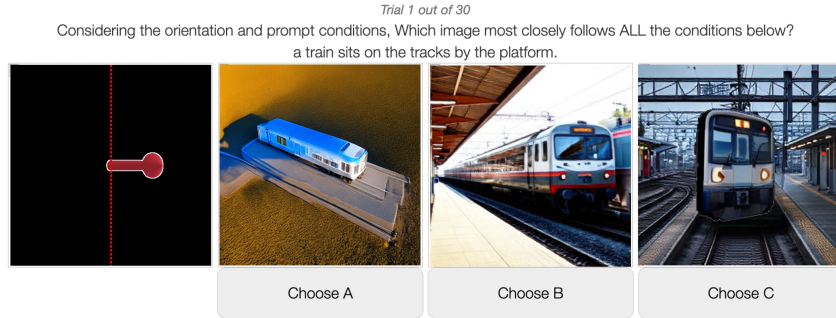 Trial 1 out of 30
Considering the orientation and prompt conditions, Which image most closely follows ALL the conditions below?
a train sits on the tracks by the platform.
Choose A
Choose B
Choose C